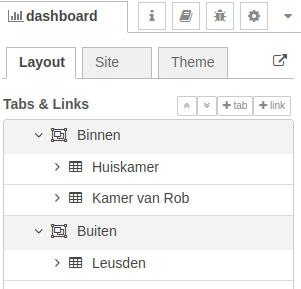 dashboard
Layout Site Theme
Tabs & Links tab link
Binnen
Huiskamer
Kamer van Rob
Buiten
Leusden